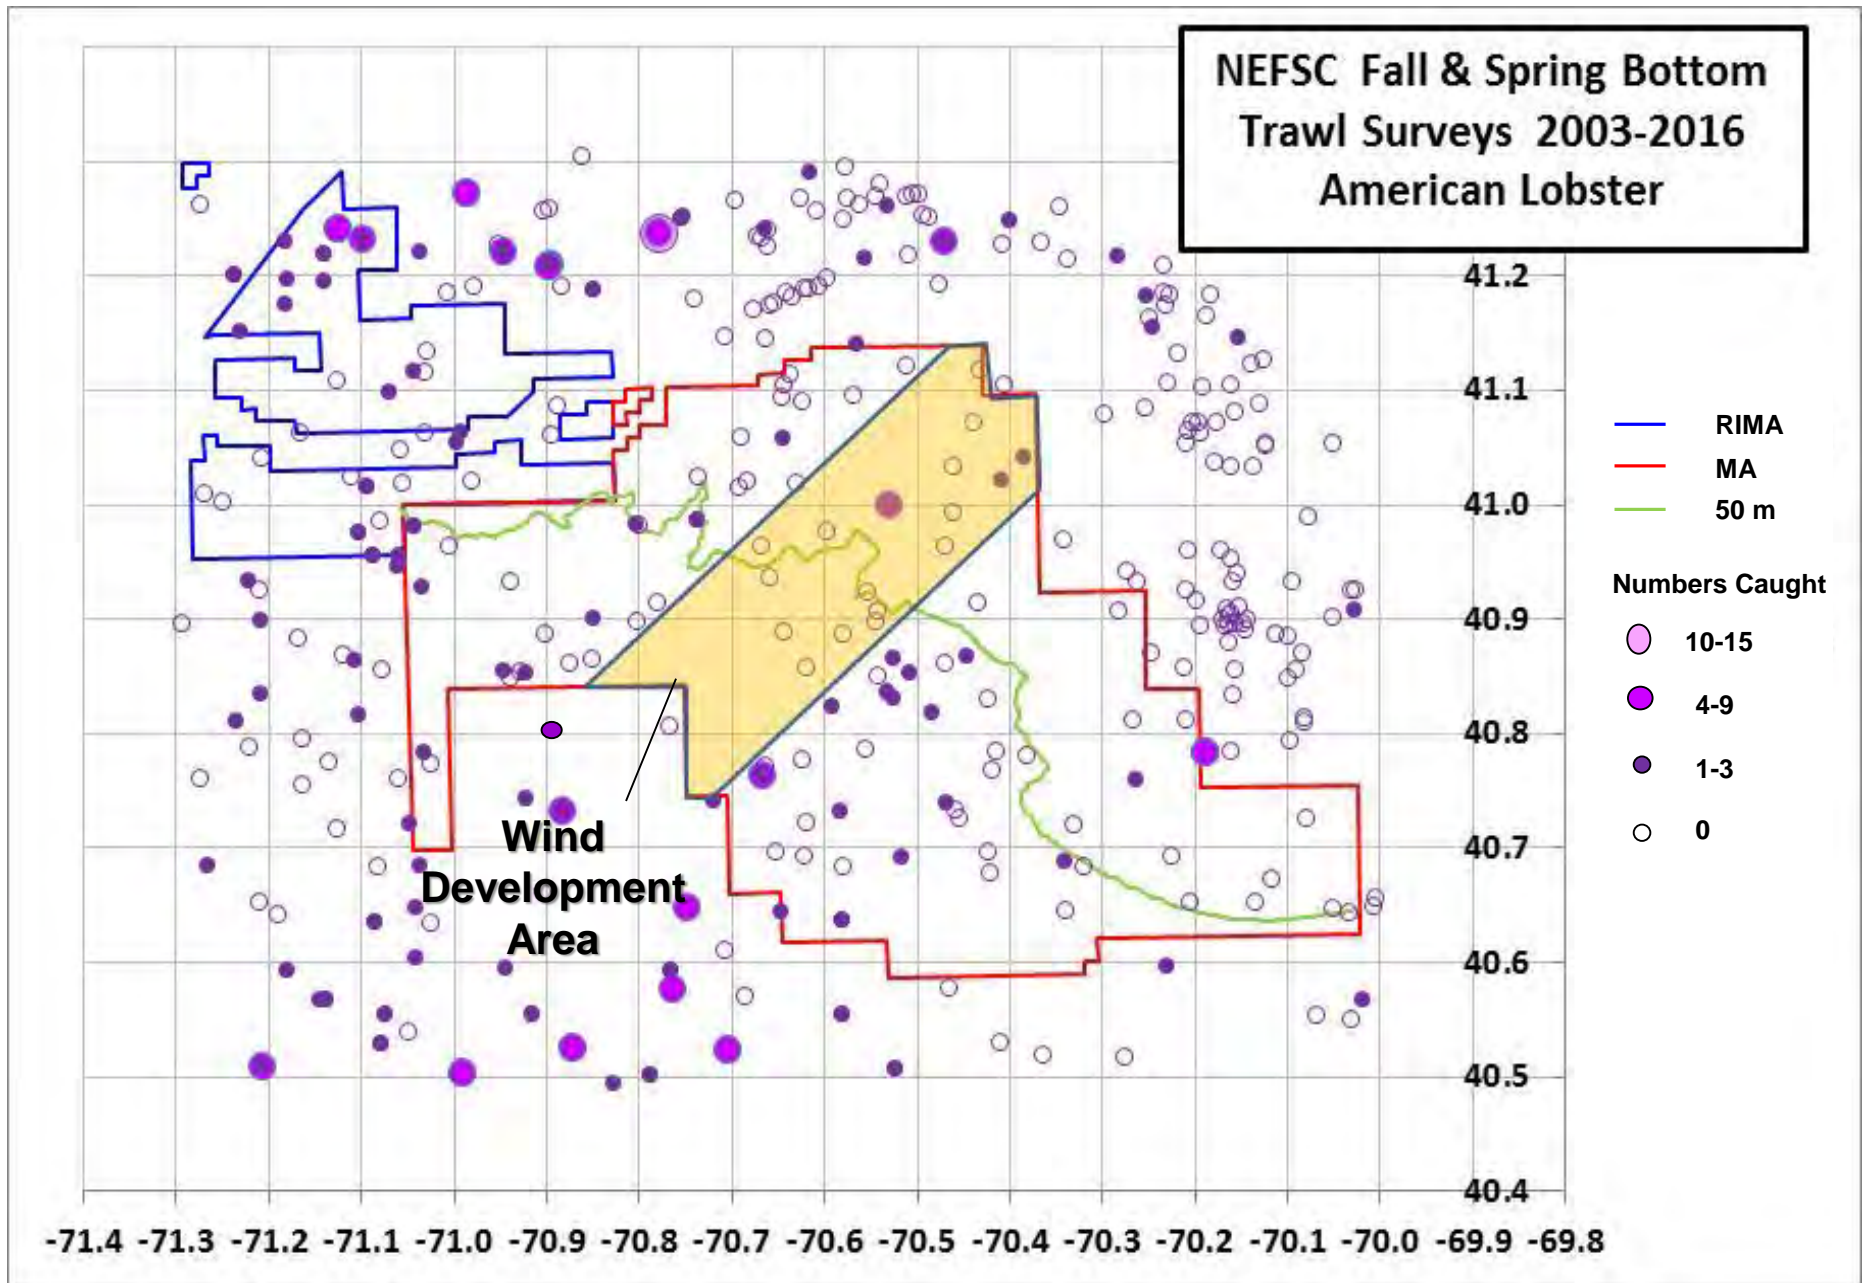 NEFSC Fall & Spring Bottom
Trawl Surveys 2003-2016
American Lobster
41.2
41.1
41.0
40.9
40.8
40.7
40.6
40.5
40.4
RIMA
MA
50 m
Numbers Caught
10-15
4-9
1-3
0
Wind
Development
Area
-71.4 -71.3 -71.2 -71.1 -71.0 -70.9 -70.8 -70.7 -70.6 -70.5 -70.4 -70.3 -70.2 -70.1 -70.0 -69.9 -69.8